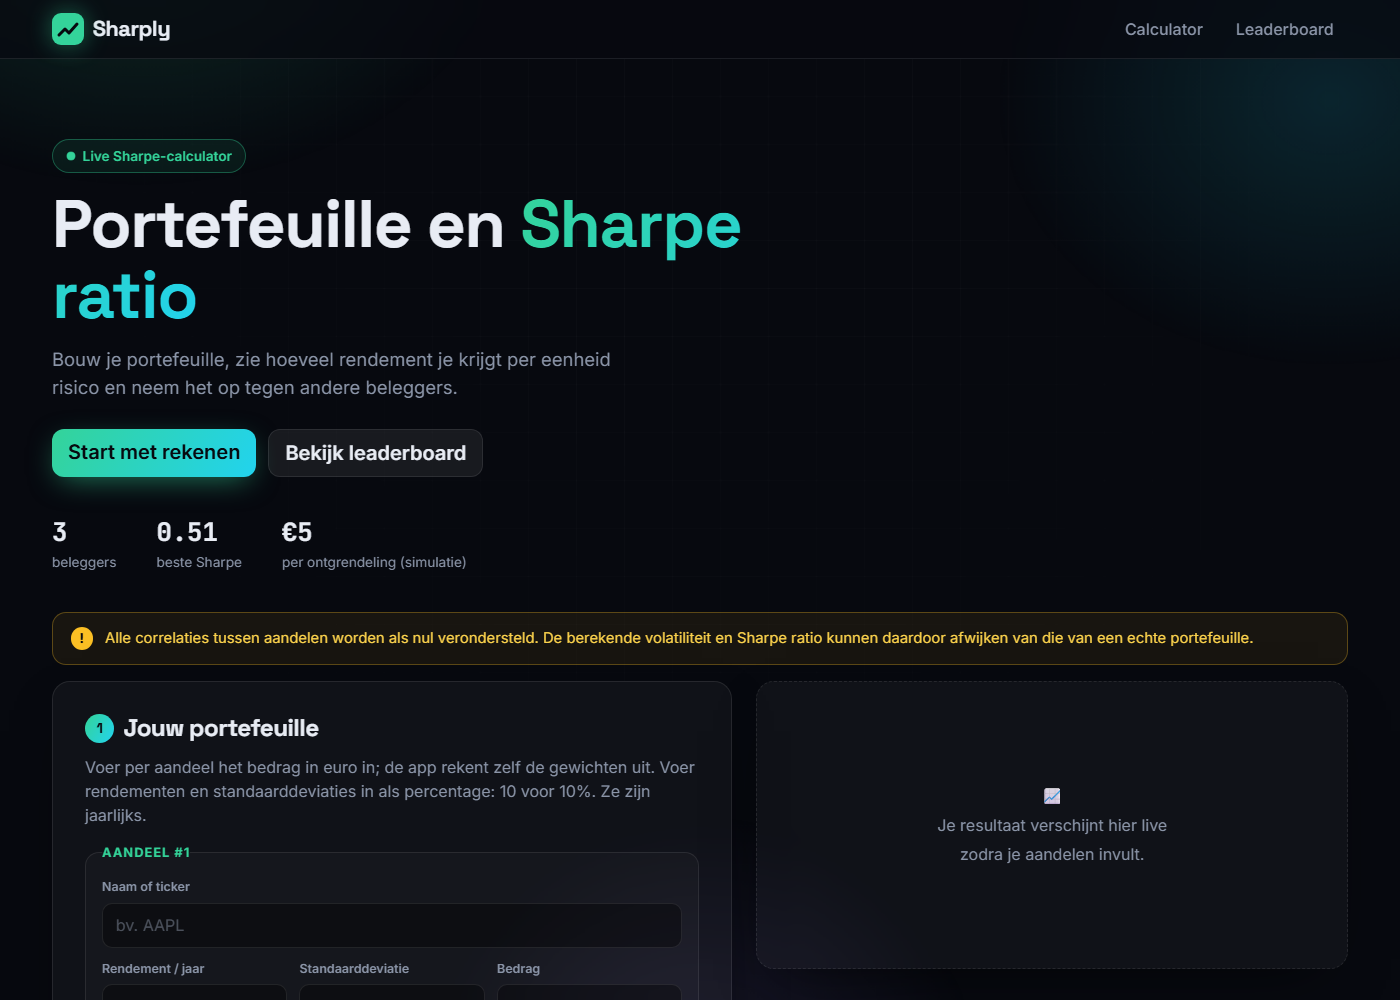 Sharply
Calculator
Leaderboard
Live Sharpe-calculator
Portefeuille en Sharpe
ratio
Bouw je portefeuille, zie hoeveel rendement je krijgt per eenheid
risico en neem het op tegen andere beleggers.
Start met rekenen
Bekijk leaderboard
3
beleggers
0.51
beste Sharpe
€5
per ontgrendeling (simulatie)
! Alle correlaties tussen aandelen worden als nul verondersteld. De berekende volatiliteit en Sharpe ratio kunnen daardoor afwijken van die van een echte portefeuille.
1 Jouw portefeuille
Voer per aandeel het bedrag in euro in; de app rekent zelf de gewichten uit. Voer
rendementen en standaarddeviaties in als percentage: 10 voor 10%. Ze zijn
jaarlijks.
AANDEEL #1
Naam of ticker
bv. AAPL
Rendement / jaar
Standaarddeviatie
Bedrag
Je resultaat verschijnt hier live
zodra je aandelen invult.